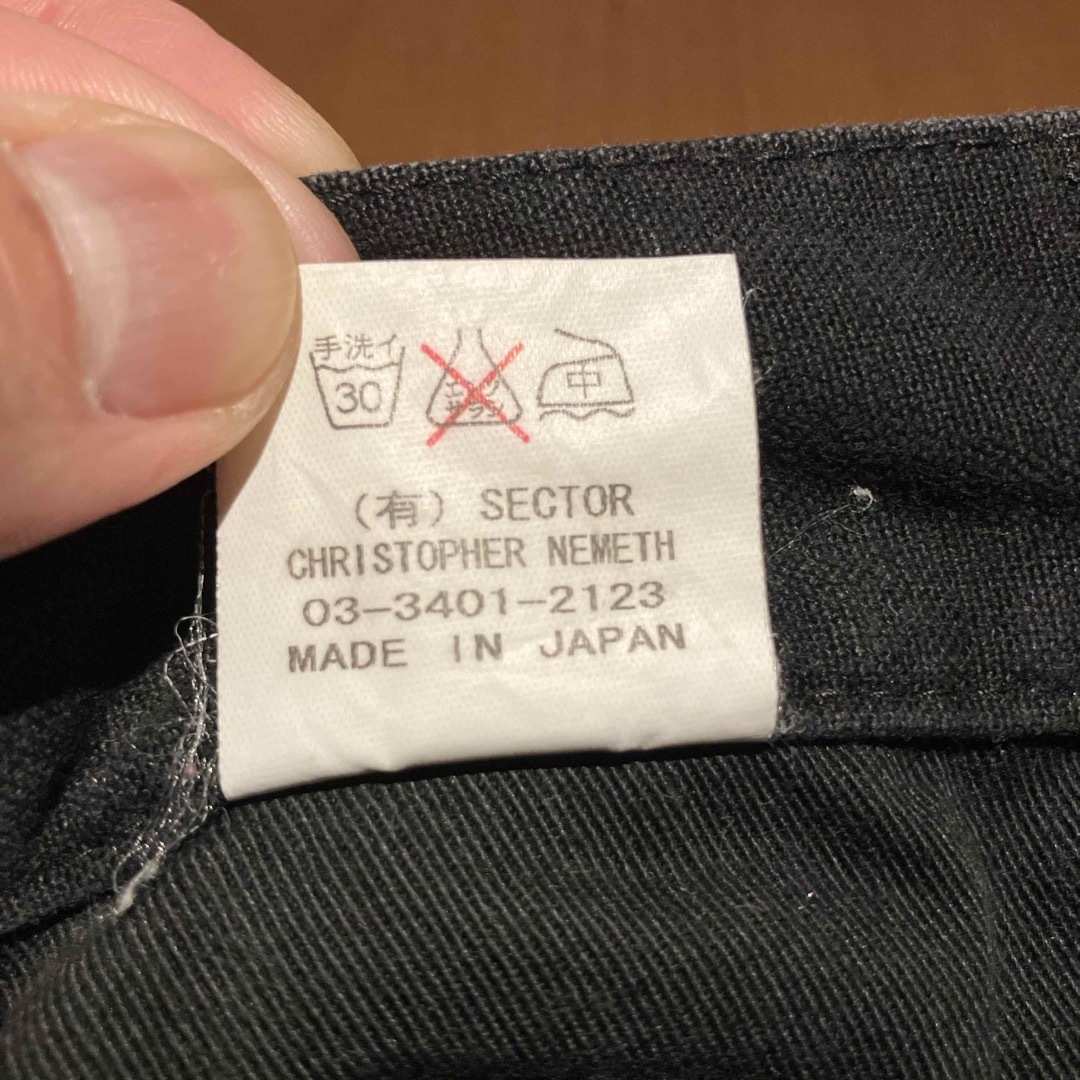 手洗イ
30
エンソ
サラシ
中
(有) SECTOR
CHRISTOPHER NEMETH
03-3401-2123
MADE IN JAPAN